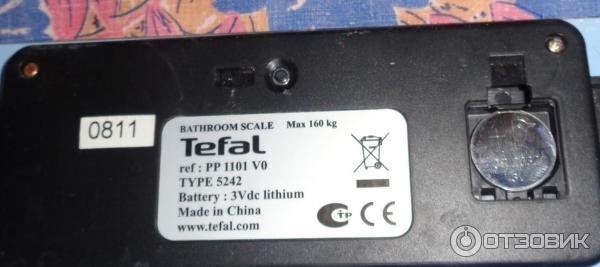 0811
BATHROOM SCALE Max 160 kg
Tefal
ref : PP 1101 V0
TYPE 5242
Battery : 3Vdc lithium
Made in China
www.tefal.com
СТР CE
ОТЗОВИК